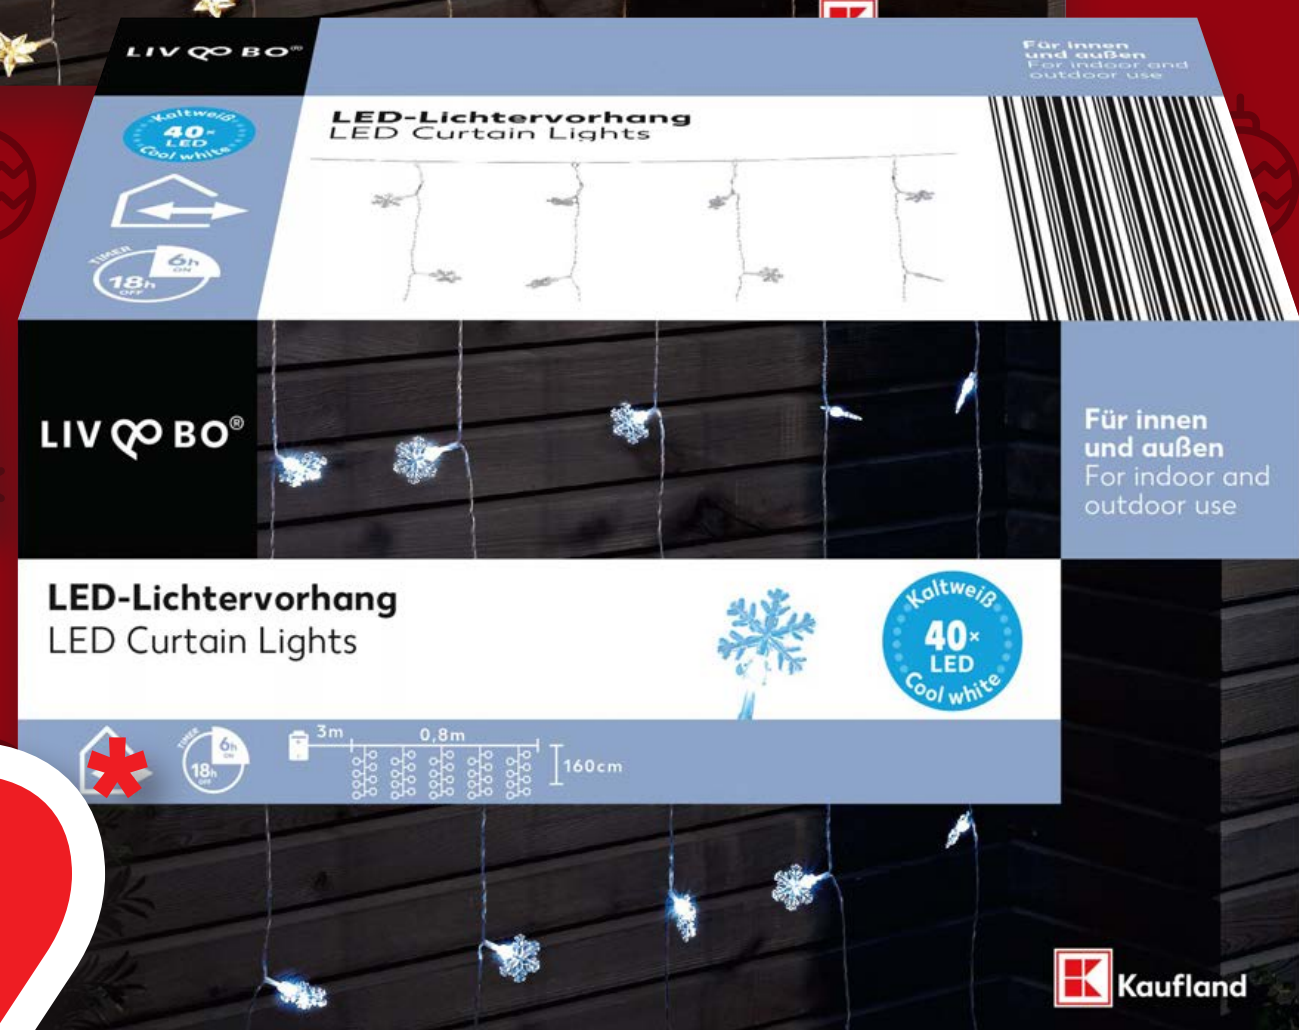 LIV BO®
Für innen
und außen
For indoor and
outdoor use
Kaltweiß
40×
LED
Cool white
LED-Lichtervorhang
LED Curtain Lights
TIMER
6h
ON
18h
OFF
LIV BO®
Für innen
und außen
For indoor and
outdoor use
LED-Lichtervorhang
LED Curtain Lights
Kaltweiß
40×
LED
Cool white
TIMER
6h
ON
18h
OFF
3m
0,8m
160cm
*
Kaufland